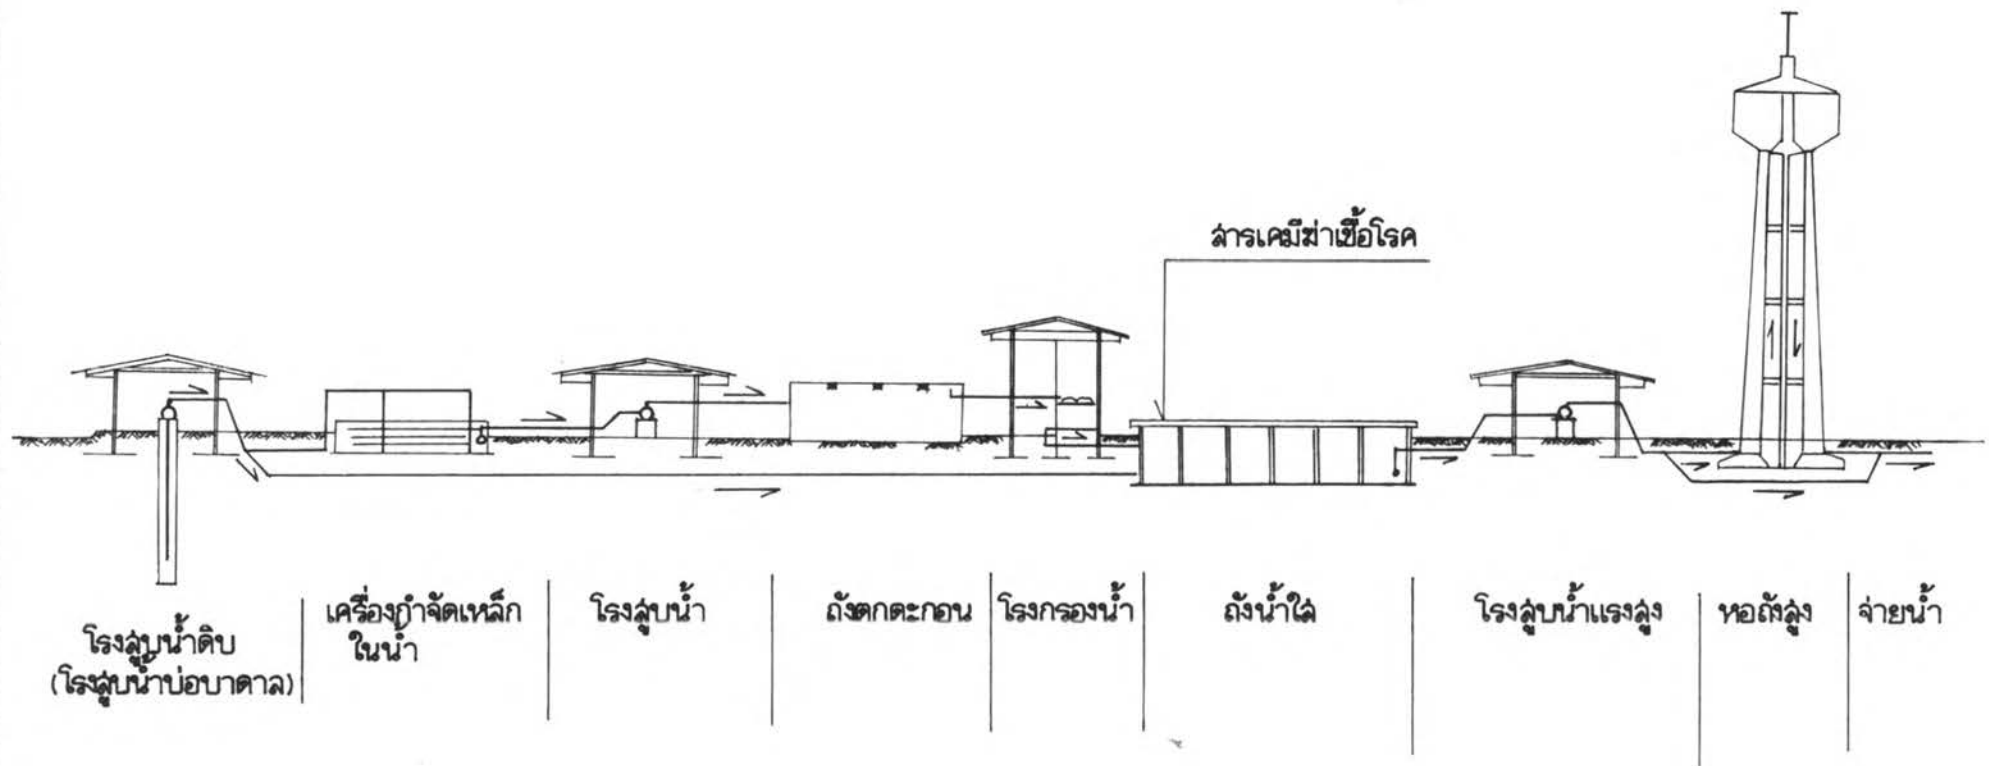 สารเคมีฆ่าเชื้อโรค
โรงสูบน้ำดิบ
(โรงสูบน้ำบ่อบาดาล)
เครื่องกำจัดเหล็ก
ในน้ำ
โรงสูบน้ำ
ถังตกตะกอน
โรงกรองน้ำ
ถังน้ำใส
โรงสูบน้ำแรงสูง
หอถังสูง
จ่ายน้ำ